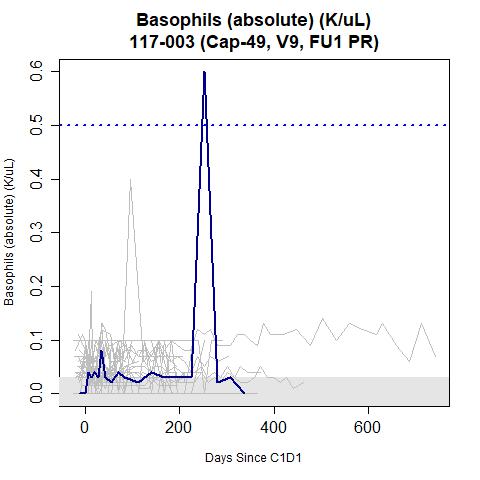 Basophils (absolute) (K/uL)
117-003 (Cap-49, V9, FU1 PR)
Basophils (absolute) (K/uL)
0.6
0.5
0.4
0.3
0.2
0.1
0.0
0 200 400 600
Days Since C1D1